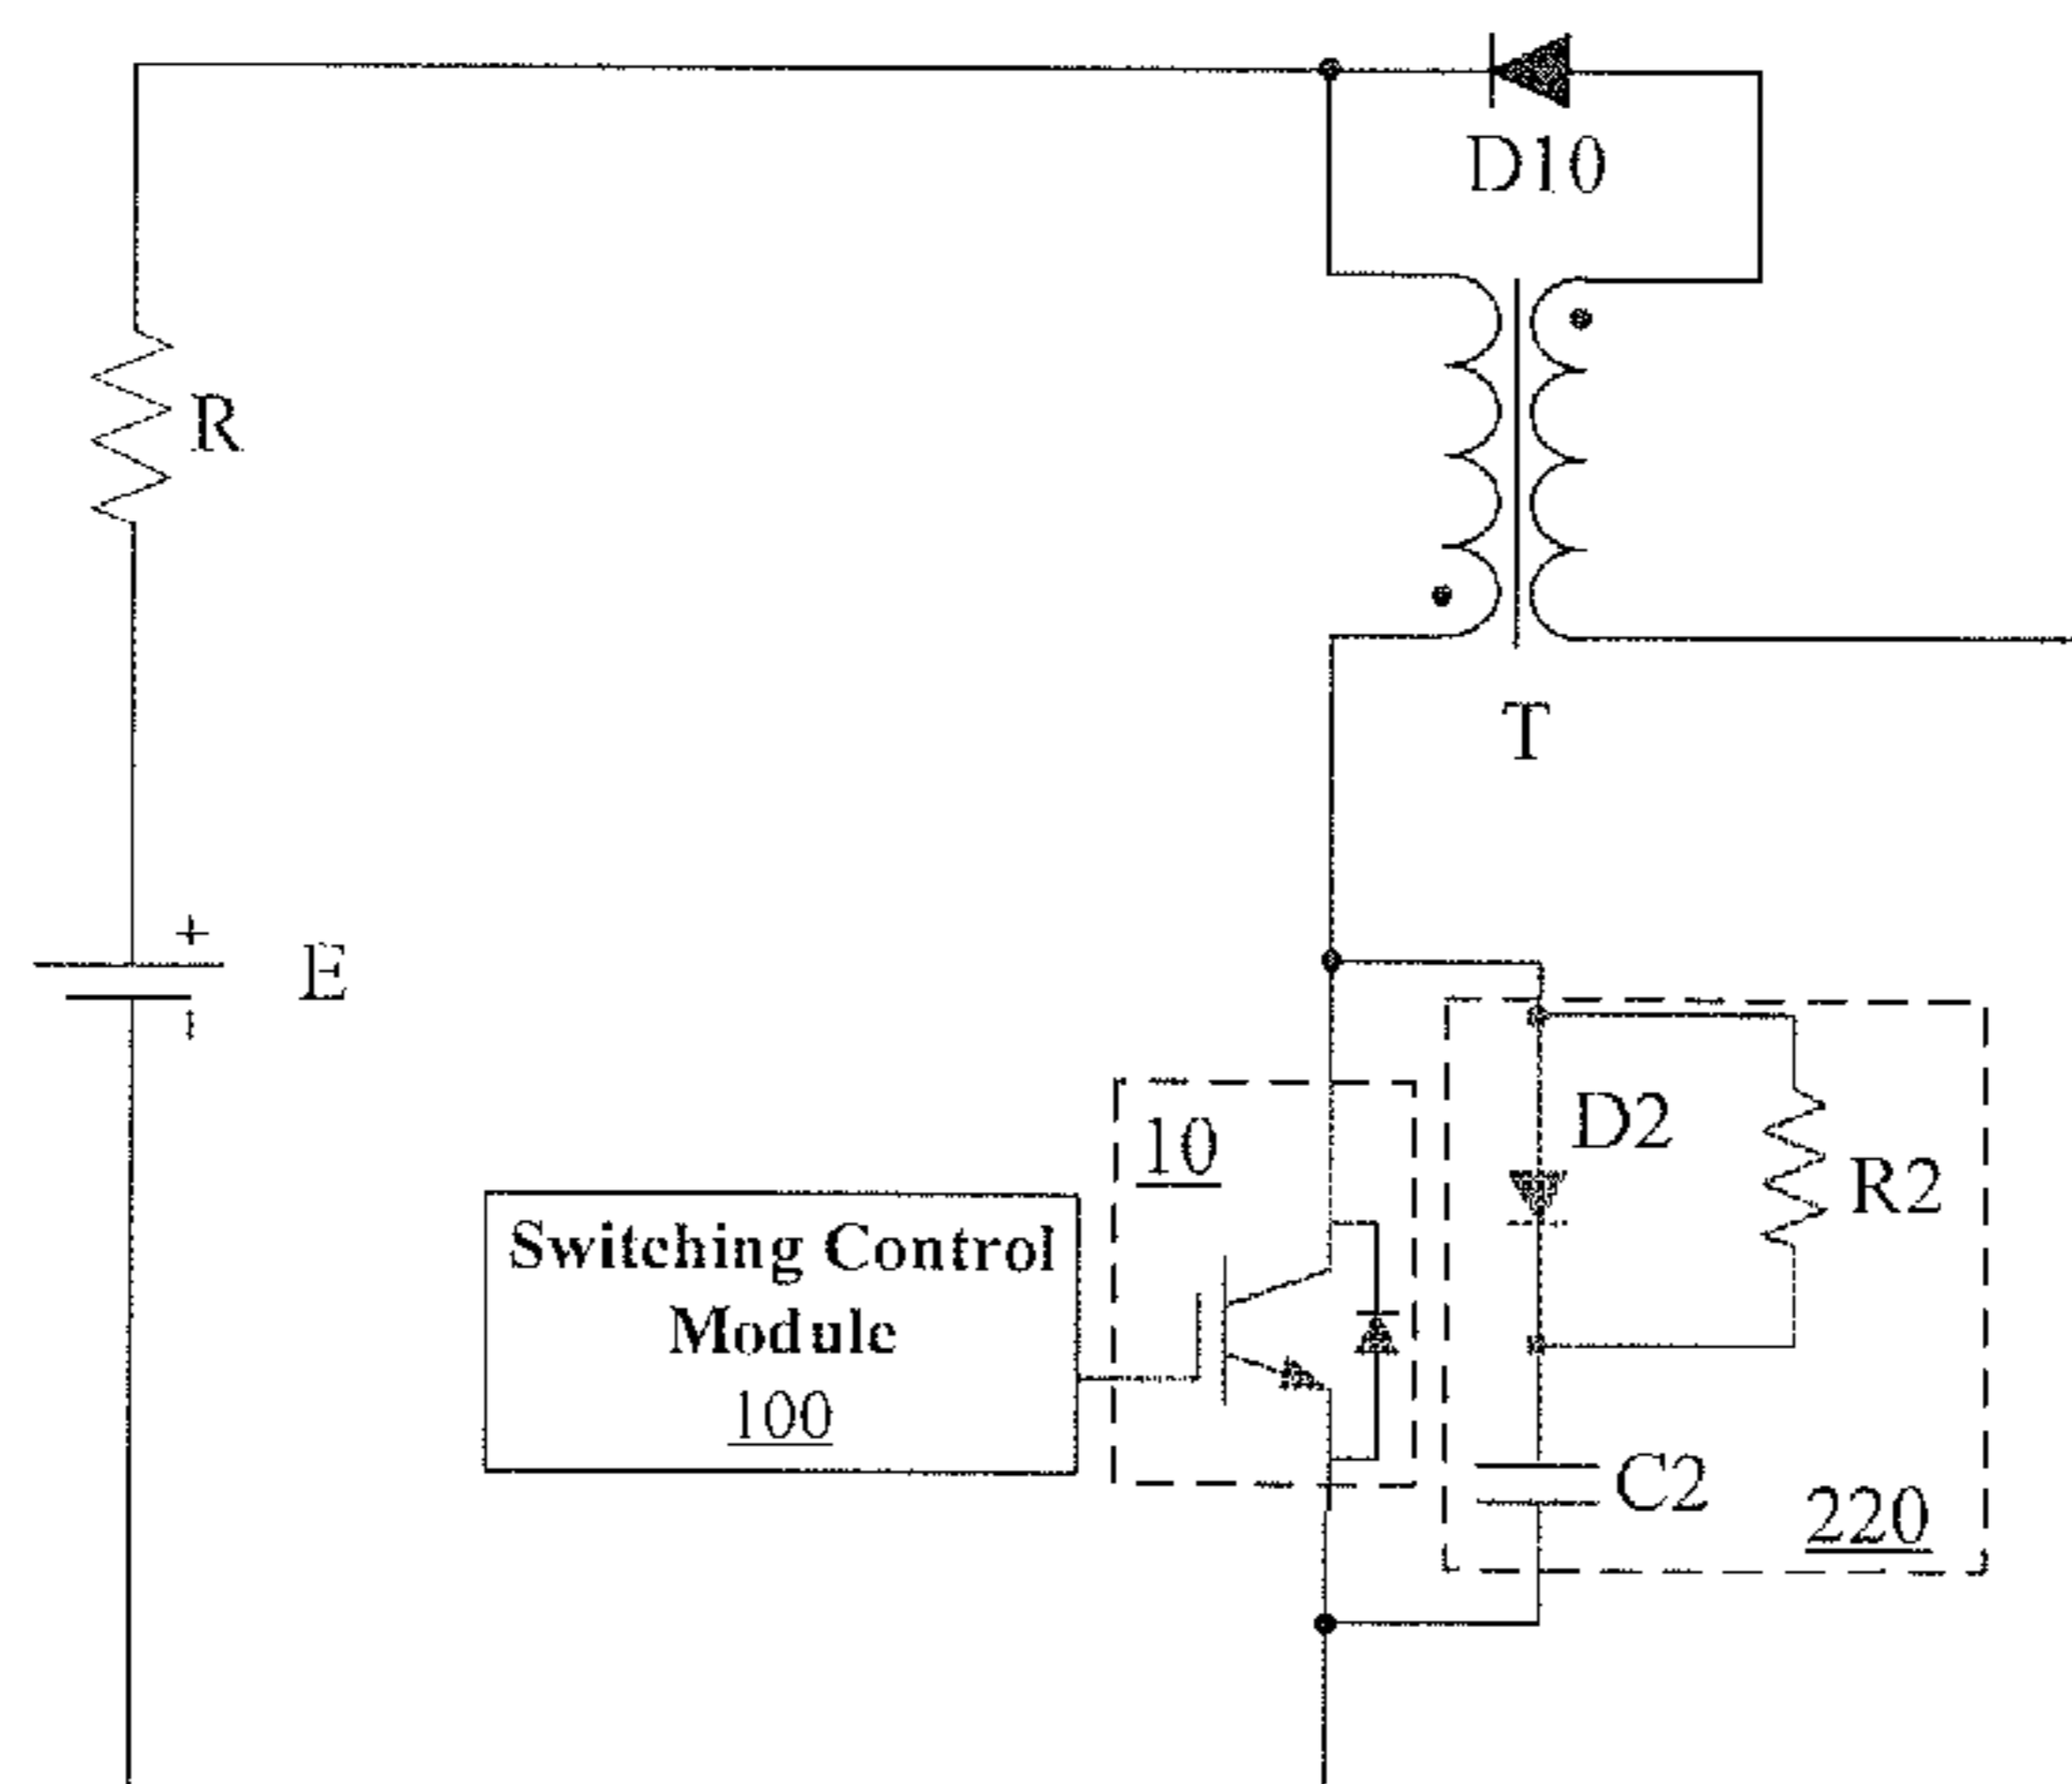 D10
R
T
+
E
-
10
D2
R2
Switching Control
Module
100
C2
220